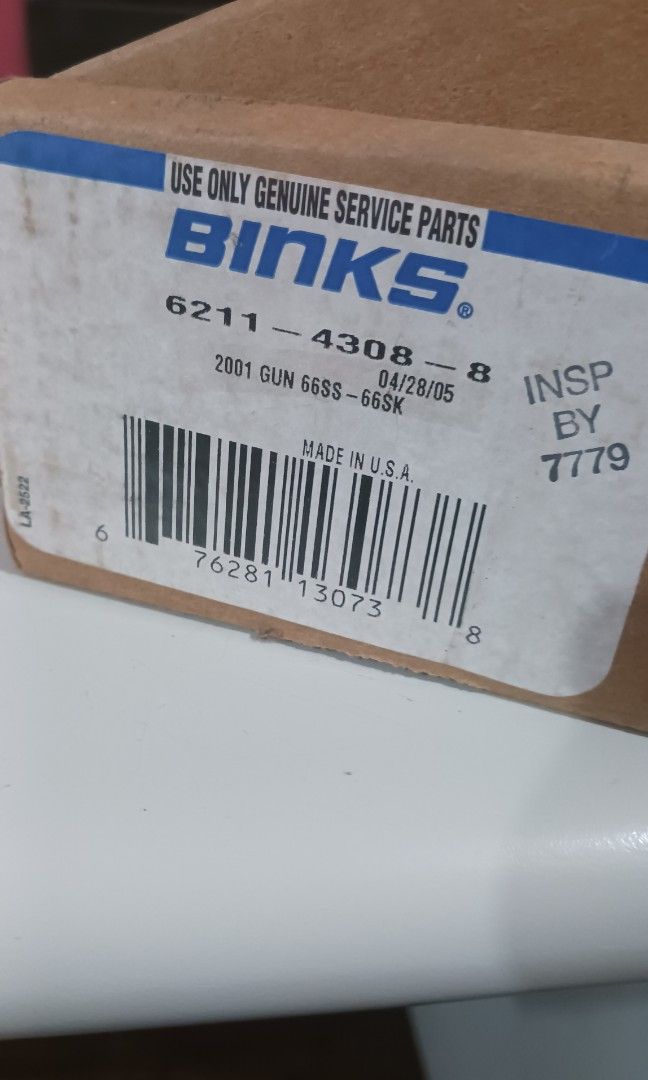 USE ONLY GENUINE SERVICE PARTS
BINKS®
6211-4308-8
04/28/05
2001 GUN 66SS-66SK
INSP
BY
7779
MADE IN U.S.A.
LA-2522
6 76281 13073 8